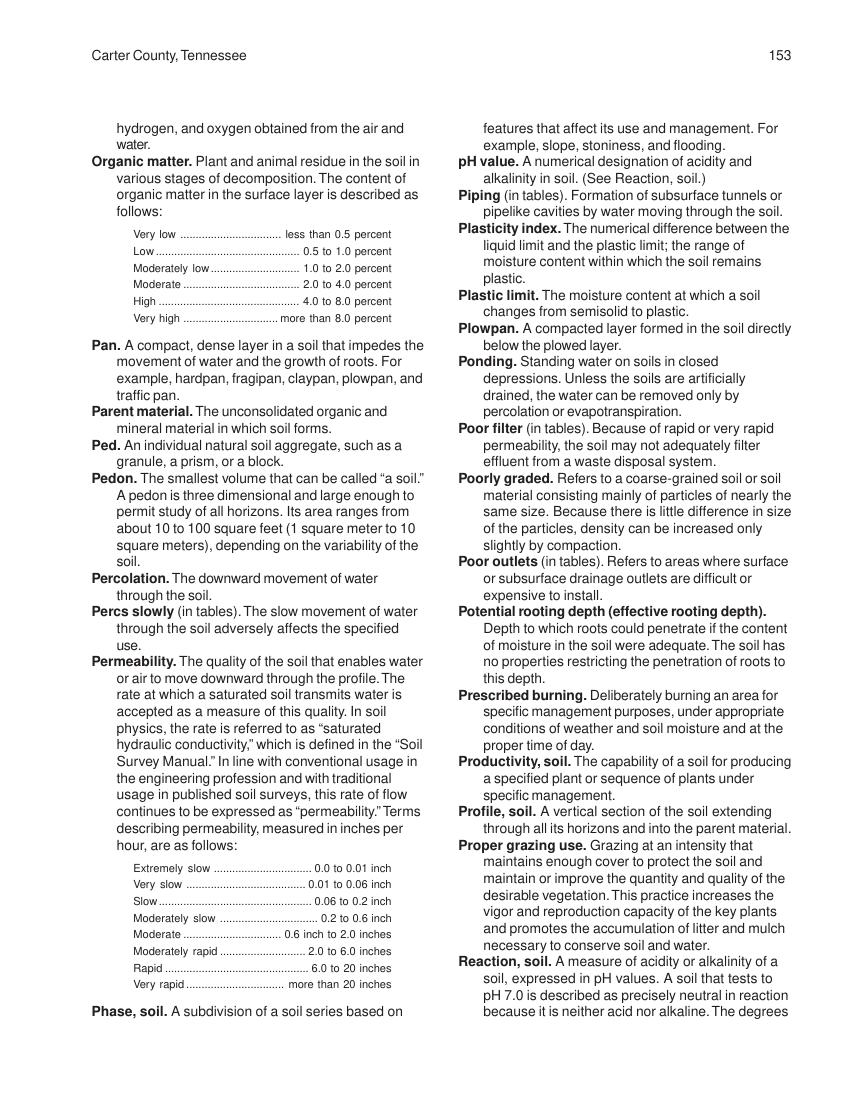 Carter County, Tennessee
153
hydrogen, and oxygen obtained from the air and
water.
Organic matter. Plant and animal residue in the soil in
various stages of decomposition. The content of
organic matter in the surface layer is described as
follows:
Very low ................................. less than 0.5 percent
Low ............................................... 0.5 to 1.0 percent
Moderately low ............................. 1.0 to 2.0 percent
Moderate ...................................... 2.0 to 4.0 percent
High .............................................. 4.0 to 8.0 percent
Very high ............................... more than 8.0 percent
Pan. A compact, dense layer in a soil that impedes the
movement of water and the growth of roots. For
example, hardpan, fragipan, claypan, plowpan, and
traffic pan.
Parent material. The unconsolidated organic and
mineral material in which soil forms.
Ped. An individual natural soil aggregate, such as a
granule, a prism, or a block.
Pedon. The smallest volume that can be called “a soil.”
A pedon is three dimensional and large enough to
permit study of all horizons. Its area ranges from
about 10 to 100 square feet (1 square meter to 10
square meters), depending on the variability of the
soil.
Percolation. The downward movement of water
through the soil.
Percs slowly (in tables). The slow movement of water
through the soil adversely affects the specified
use.
Permeability. The quality of the soil that enables water
or air to move downward through the profile. The
rate at which a saturated soil transmits water is
accepted as a measure of this quality. In soil
physics, the rate is referred to as “saturated
hydraulic conductivity,” which is defined in the “Soil
Survey Manual.” In line with conventional usage in
the engineering profession and with traditional
usage in published soil surveys, this rate of flow
continues to be expressed as “permeability.” Terms
describing permeability, measured in inches per
hour, are as follows:
Extremely slow ................................ 0.0 to 0.01 inch
Very slow ....................................... 0.01 to 0.06 inch
Slow .................................................. 0.06 to 0.2 inch
Moderately slow ................................ 0.2 to 0.6 inch
Moderate ................................ 0.6 inch to 2.0 inches
Moderately rapid ............................ 2.0 to 6.0 inches
Rapid ............................................... 6.0 to 20 inches
Very rapid ................................ more than 20 inches
Phase, soil. A subdivision of a soil series based on
features that affect its use and management. For
example, slope, stoniness, and flooding.
pH value. A numerical designation of acidity and
alkalinity in soil. (See Reaction, soil.)
Piping (in tables). Formation of subsurface tunnels or
pipelike cavities by water moving through the soil.
Plasticity index. The numerical difference between the
liquid limit and the plastic limit; the range of
moisture content within which the soil remains
plastic.
Plastic limit. The moisture content at which a soil
changes from semisolid to plastic.
Plowpan. A compacted layer formed in the soil directly
below the plowed layer.
Ponding. Standing water on soils in closed
depressions. Unless the soils are artificially
drained, the water can be removed only by
percolation or evapotranspiration.
Poor filter (in tables). Because of rapid or very rapid
permeability, the soil may not adequately filter
effluent from a waste disposal system.
Poorly graded. Refers to a coarse-grained soil or soil
material consisting mainly of particles of nearly the
same size. Because there is little difference in size
of the particles, density can be increased only
slightly by compaction.
Poor outlets (in tables). Refers to areas where surface
or subsurface drainage outlets are difficult or
expensive to install.
Potential rooting depth (effective rooting depth).
Depth to which roots could penetrate if the content
of moisture in the soil were adequate. The soil has
no properties restricting the penetration of roots to
this depth.
Prescribed burning. Deliberately burning an area for
specific management purposes, under appropriate
conditions of weather and soil moisture and at the
proper time of day.
Productivity, soil. The capability of a soil for producing
a specified plant or sequence of plants under
specific management.
Profile, soil. A vertical section of the soil extending
through all its horizons and into the parent material.
Proper grazing use. Grazing at an intensity that
maintains enough cover to protect the soil and
maintain or improve the quantity and quality of the
desirable vegetation. This practice increases the
vigor and reproduction capacity of the key plants
and promotes the accumulation of litter and mulch
necessary to conserve soil and water.
Reaction, soil. A measure of acidity or alkalinity of a
soil, expressed in pH values. A soil that tests to
pH 7.0 is described as precisely neutral in reaction
because it is neither acid nor alkaline. The degrees